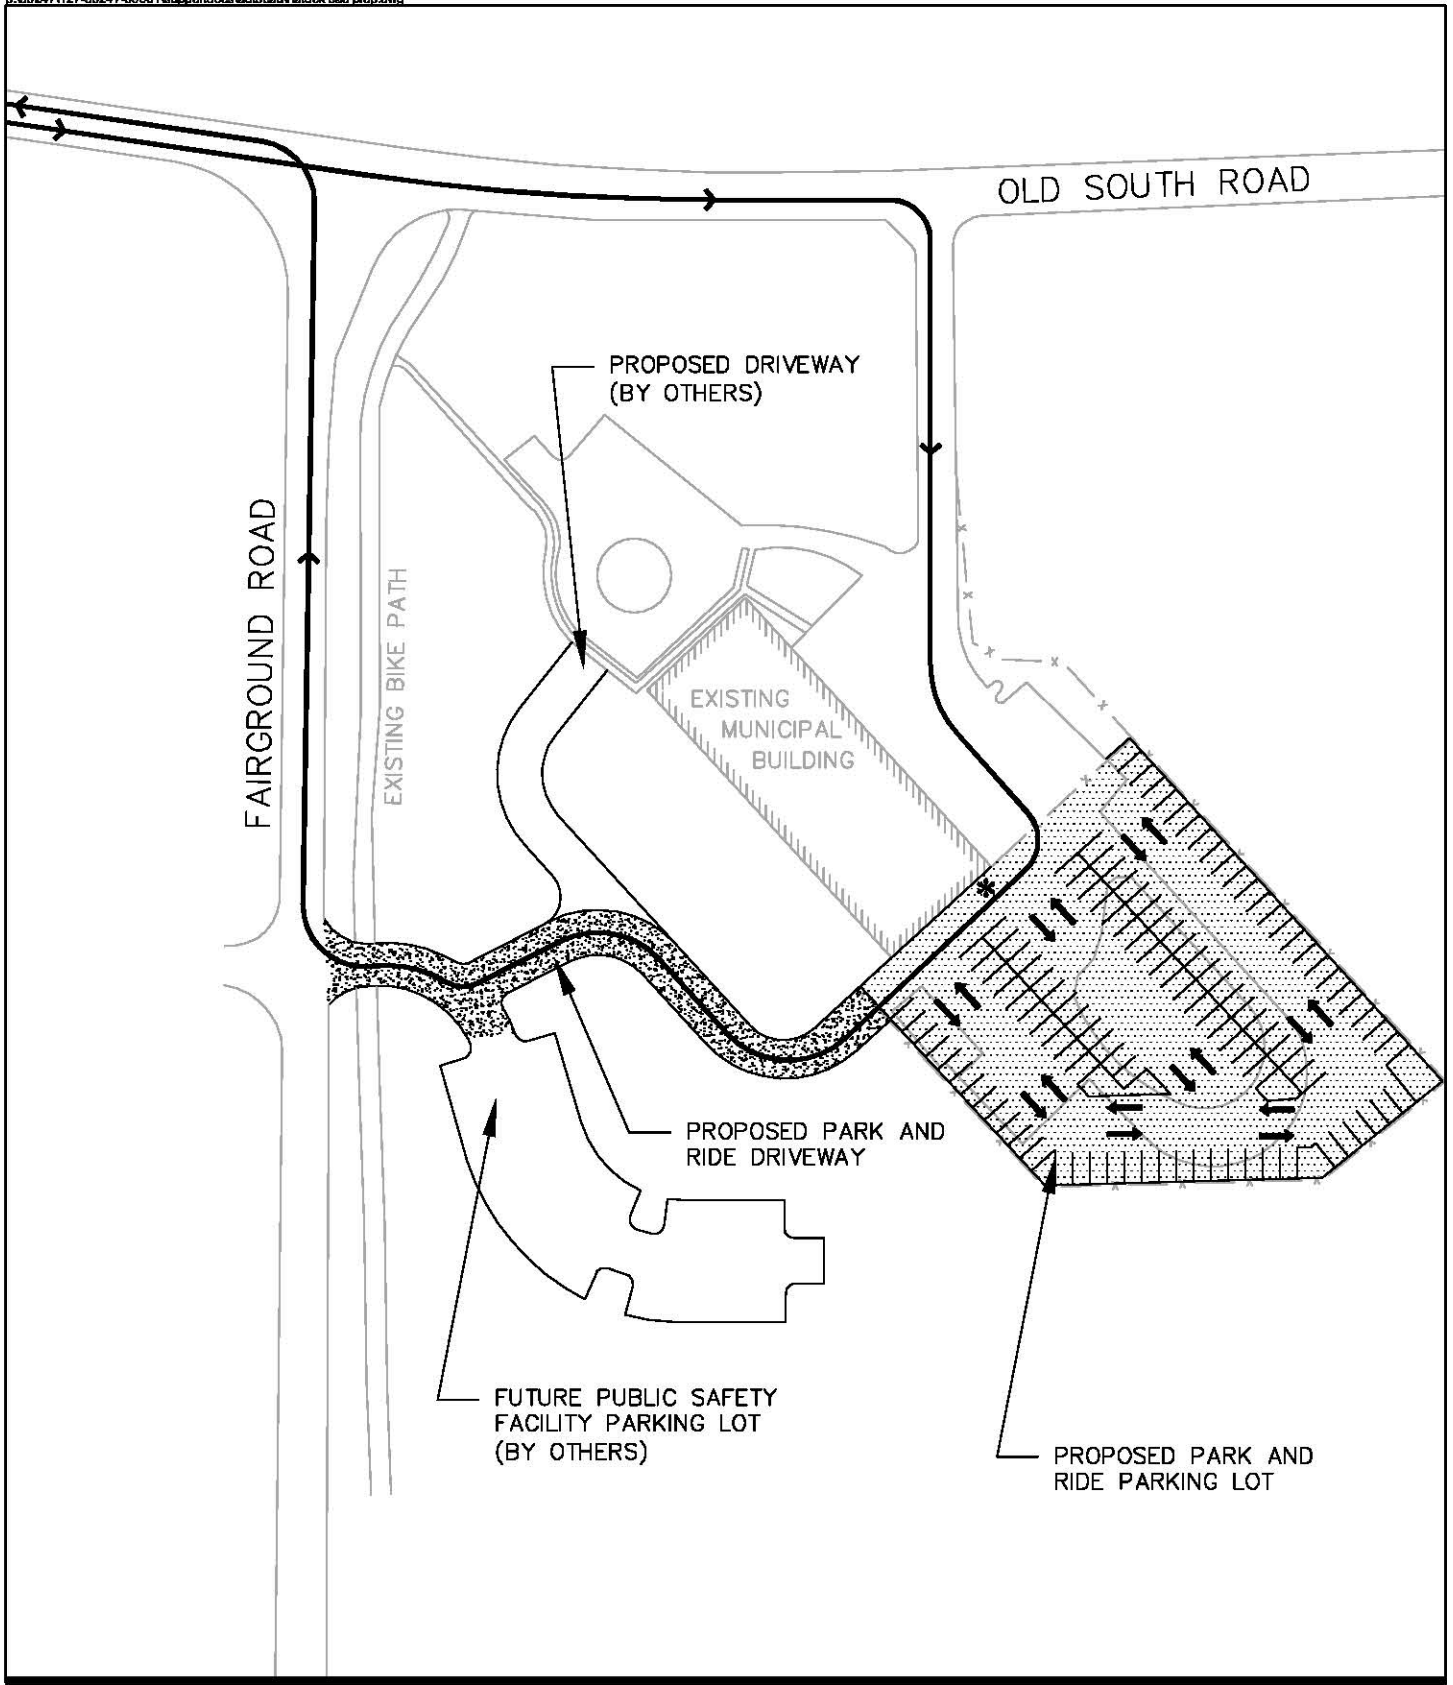 OLD SOUTH ROAD
PROPOSED DRIVEWAY
(BY OTHERS)
FAIRGROUND ROAD
EXISTING BIKE PATH
EXISTING
MUNICIPAL
BUILDING
*
PROPOSED PARK AND
RIDE DRIVEWAY
FUTURE PUBLIC SAFETY
FACILITY PARKING LOT
(BY OTHERS)
PROPOSED PARK AND
RIDE PARKING LOT